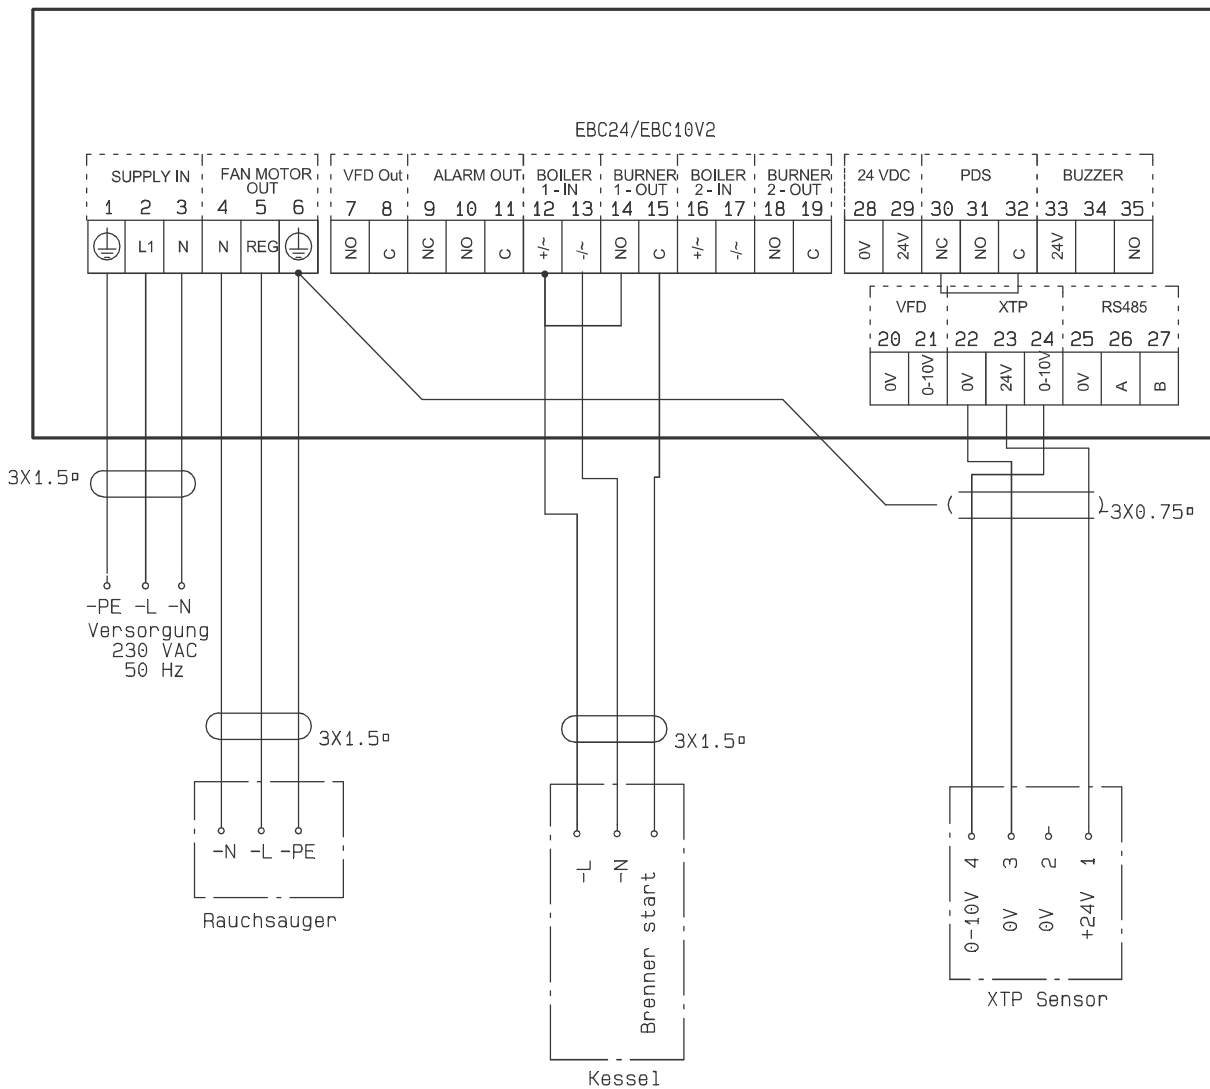 EBC24/EBC10V2
SUPPLY IN
FAN MOTOR
OUT
VFD Out
ALARM OUT
BOILER
1 - IN
BURNER
1 - OUT
BOILER
2 - IN
BURNER
2 - OUT
24 VDC
PDS
BUZZER
1 2 3 4 5 6 7 8 9 10 11 12 13 14 15 16 17 18 19 28 29 30 31 32 33 34 35
L1 N N REG NO C NC NO C +/~ -/~ NO C +/~ -/~ NO C 0V 24V NC NO C 24V NO
VFD XTP RS485
20 21 22 23 24 25 26 27
0V 0-10V 0V 24V 0-10V 0V A B
3X1.5▫
-3X0.75▫
-PE -L -N
Versorgung
230 VAC
50 Hz
3X1.5▫
3X1.5▫
-N -L -PE
Rauchsauger
-L
-N
Brenner start
Kessel
4 3 2 1
0-10V 0V 0V +24V
XTP Sensor